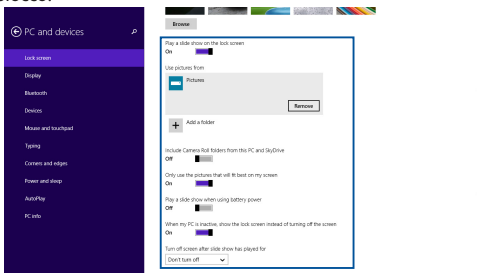 PC and devices
Lock screen
Display
Bluetooth
Devices
Mouse and touchpad
Typing
Corners and edges
Power and sleep
AutoPlay
PC info
Browse
Play a slide show on the lock screen
On
Use pictures from
Pictures
Remove
Add a folder
Include Camera Roll folders from this PC and SkyDrive
Off
Only use the pictures that will fit best on my screen
On
Play a slide show when using battery power
Off
When my PC is inactive, show the lock screen instead of turning off the screen
On
Turn off screen after slide show has played for
Don't turn off